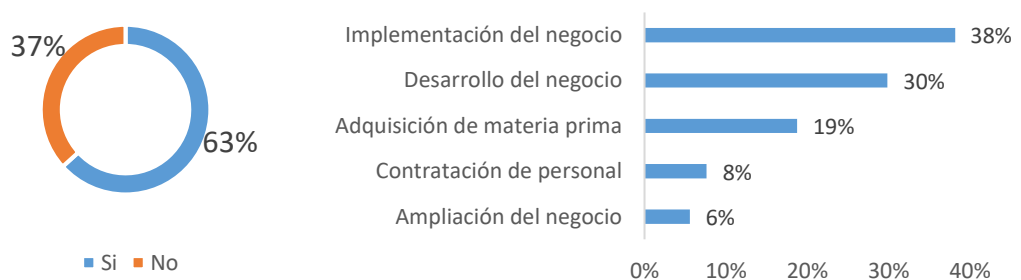 37%
63%
Si No
Implementación del negocio 38%
Desarrollo del negocio 30%
Adquisición de materia prima 19%
Contratación de personal 8%
Ampliación del negocio 6%
0% 10% 20% 30% 40%